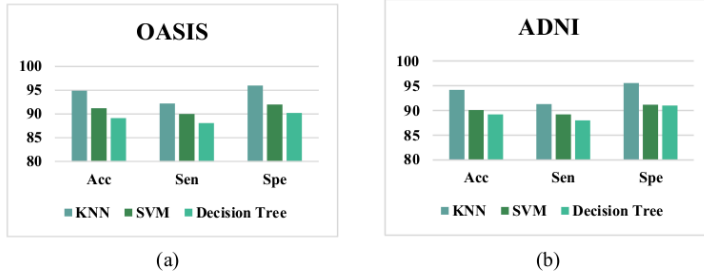 OASIS
100
95
90
85
80
Acc Sen Spe
KNN SVM Decision Tree
(a)
ADNI
100
95
90
85
80
Acc Sen Spe
KNN SVM Decision Tree
(b)